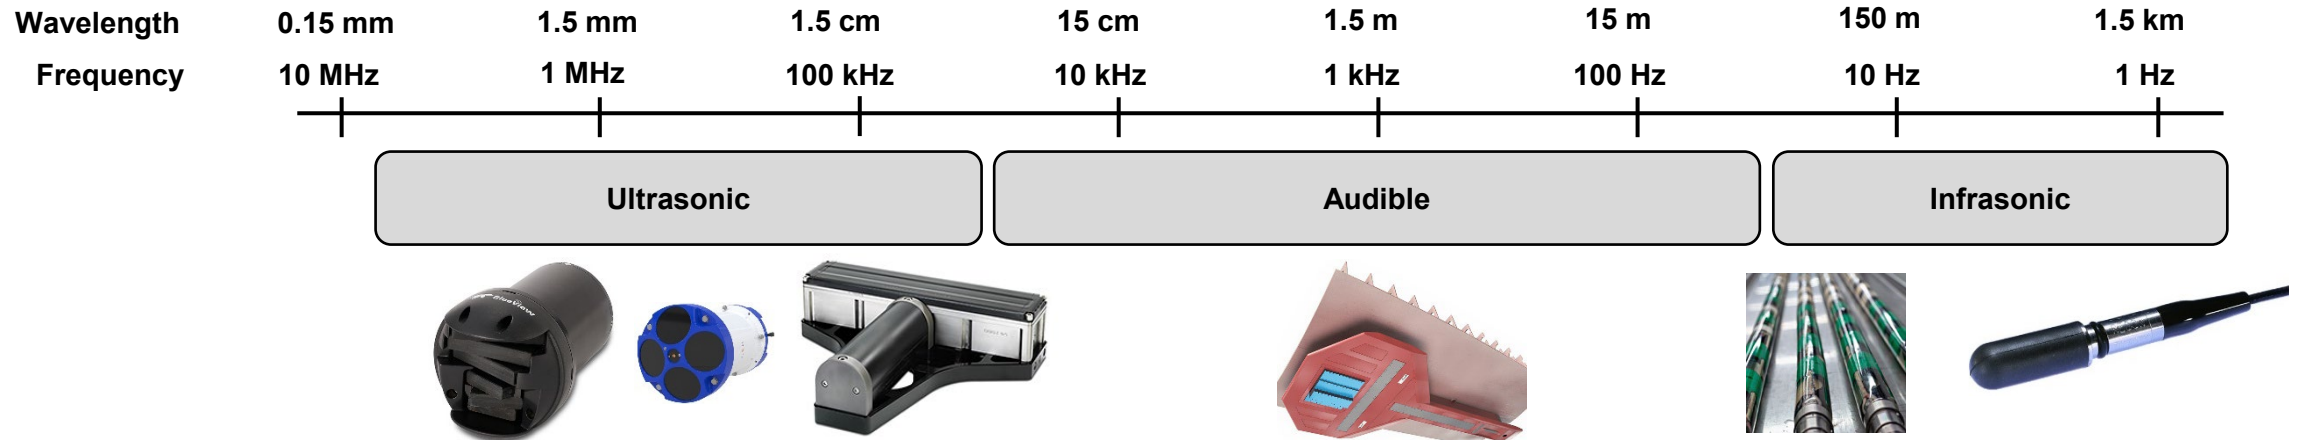 Wavelength 0.15 mm 1.5 mm 1.5 cm 15 cm 1.5 m 15 m 150 m 1.5 km
Frequency 10 MHz 1 MHz 100 kHz 10 kHz 1 kHz 100 Hz 10 Hz 1 Hz
Ultrasonic Audible Infrasonic
BlueView